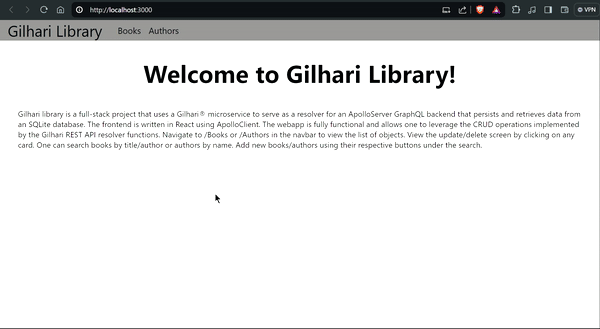 http://localhost:3000
VPN
Gilhari Library Books Authors
Welcome to Gilhari Library!
Gilhari library is a full-stack project that uses a Gilhari® microservice to serve as a resolver for an ApolloServer GraphQL backend that persists and retrieves data from
an SQLite database. The frontend is written in React using ApolloClient. The webapp is fully functional and allows one to leverage the CRUD operations implemented
by the Gilhari REST API resolver functions. Navigate to /Books or /Authors in the navbar to view the list of objects. View the update/delete screen by clicking on any
card. One can search books by title/author or authors by name. Add new books/authors using their respective buttons under the search.